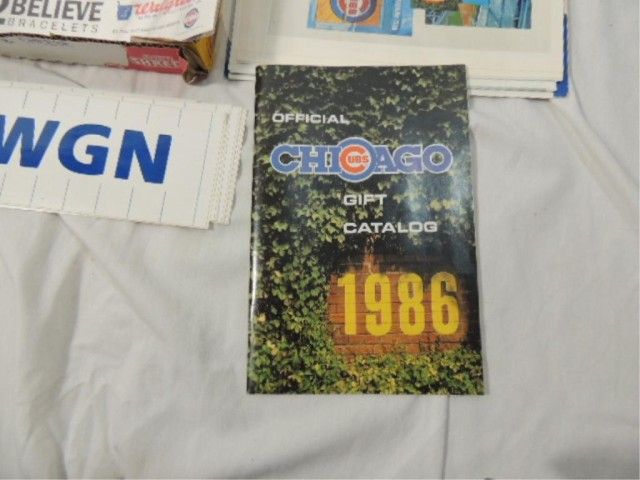 BELIEVE
BRACELETS
WGN
OFFICIAL
CHICAGO
CUBS
GIFT
CATALOG
1986